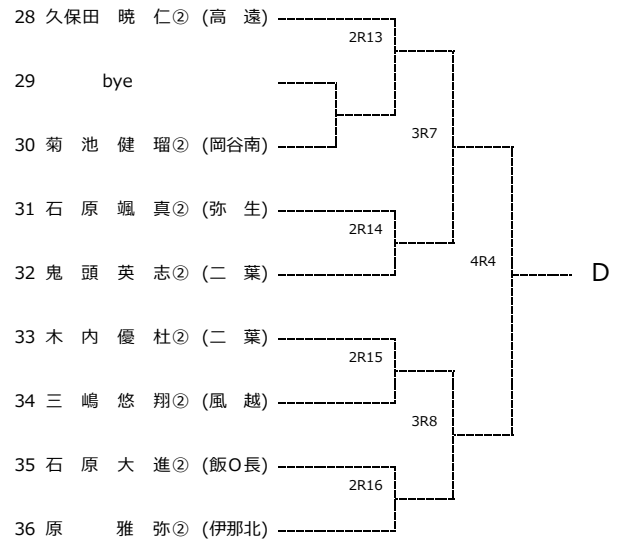 28 久保田 暁 仁② (高 遠)
2R13
29 bye
3R7
30 菊 池 健 瑠② (岡谷南)
31 石 原 颯 真② (弥 生)
2R14
32 鬼 頭 英 志② (二 葉)
4R4
D
33 木 内 優 杜② (二 葉)
2R15
34 三 嶋 悠 翔② (風 越)
3R8
35 石 原 大 進② (飯O長)
2R16
36 原 雅 弥② (伊那北)